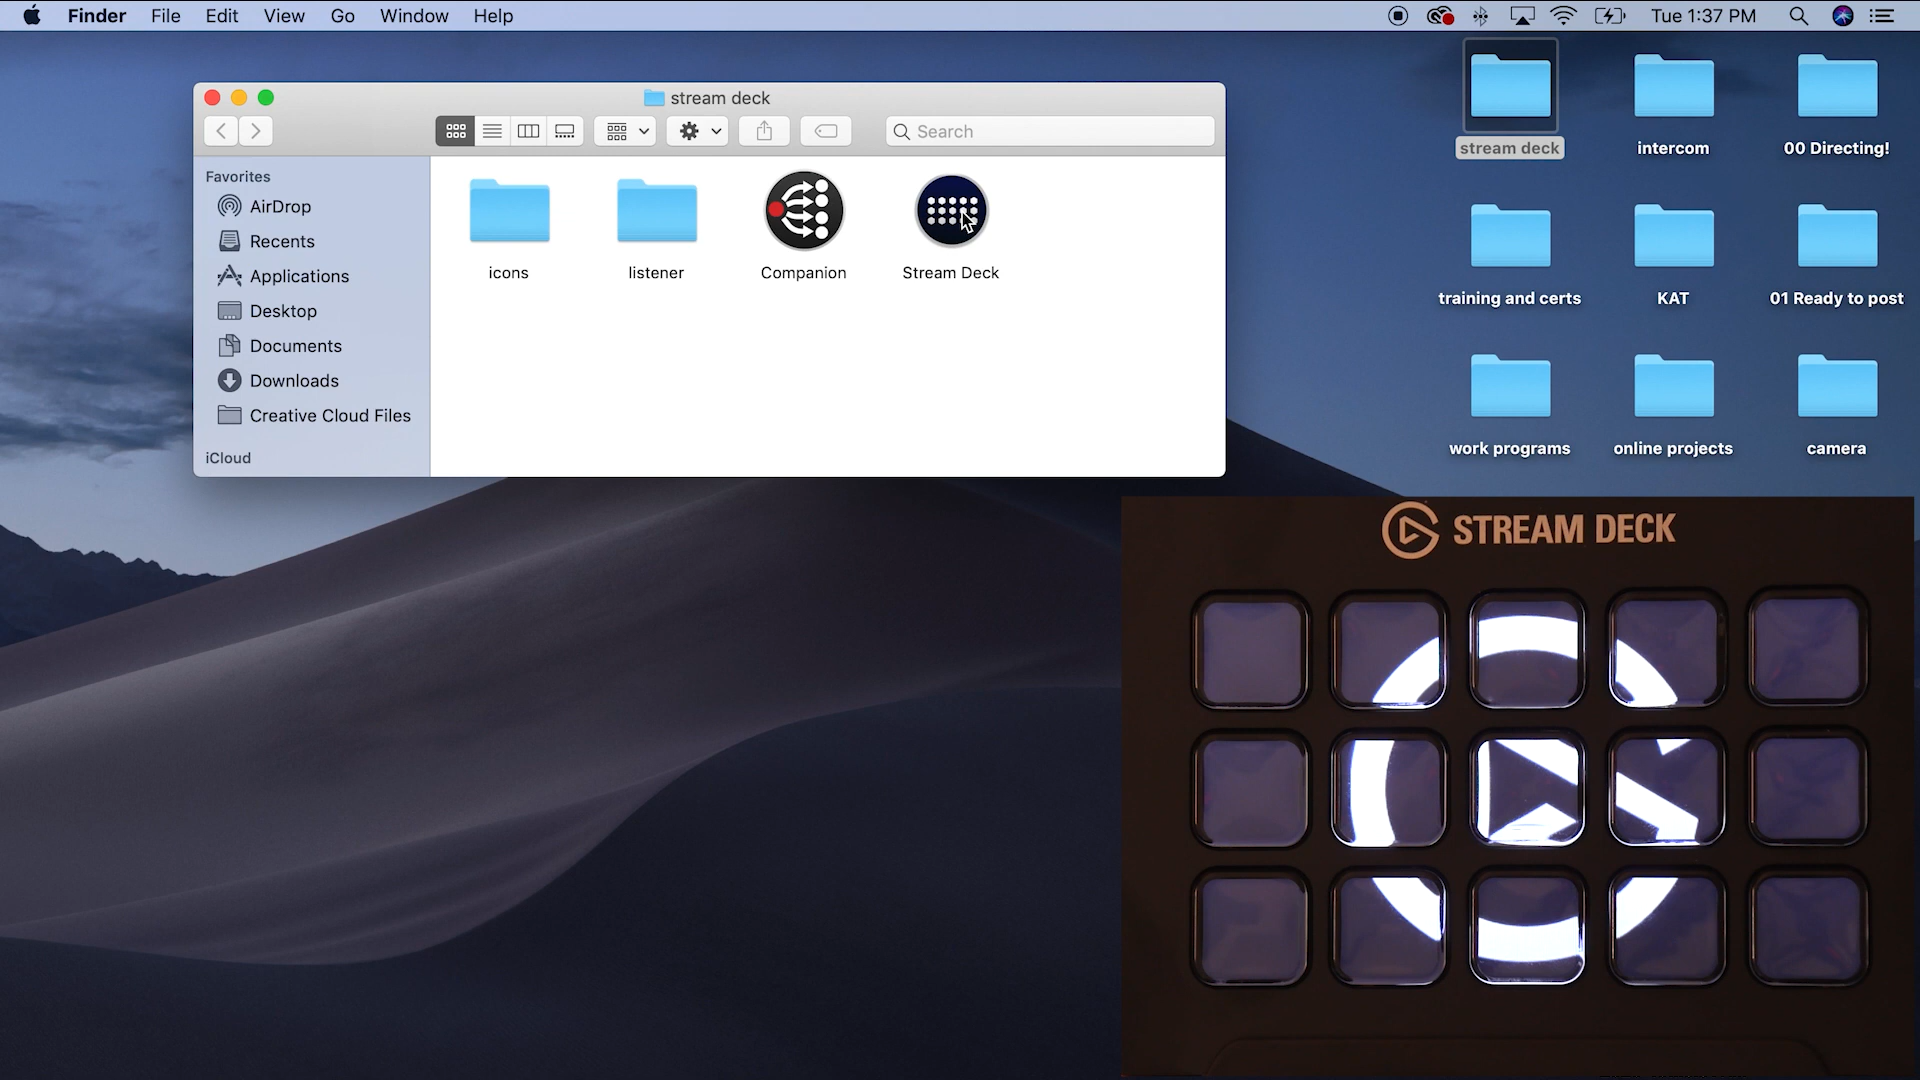 Finder File Edit View Go Window Help Tue 1:37 PM
stream deck
Search
Favorites
AirDrop
Recents
Applications
Desktop
Documents
Downloads
Creative Cloud Files
iCloud
icons listener Companion Stream Deck
stream deck intercom 00 Directing!
training and certs KAT 01 Ready to post
work programs online projects camera
STREAM DECK